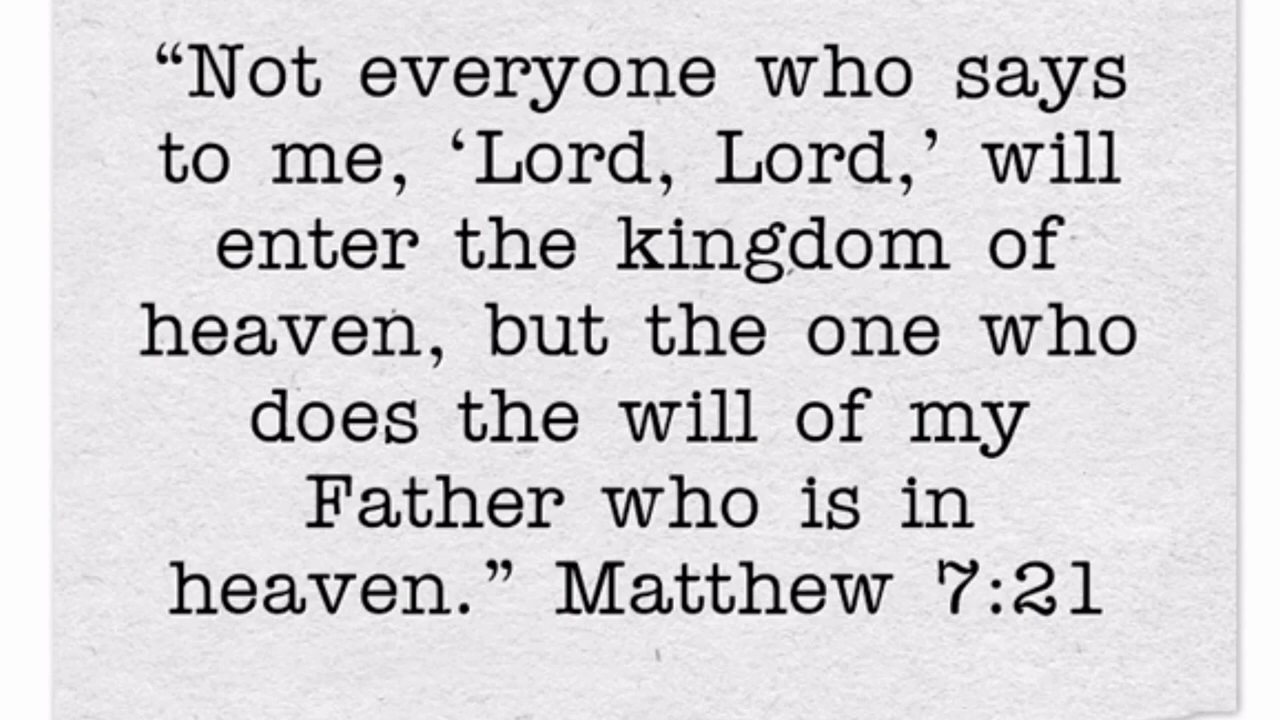 “Not everyone who says
to me, ‘Lord, Lord,’ will
enter the kingdom of
heaven, but the one who
does the will of my
Father who is in
heaven.” Matthew 7:21